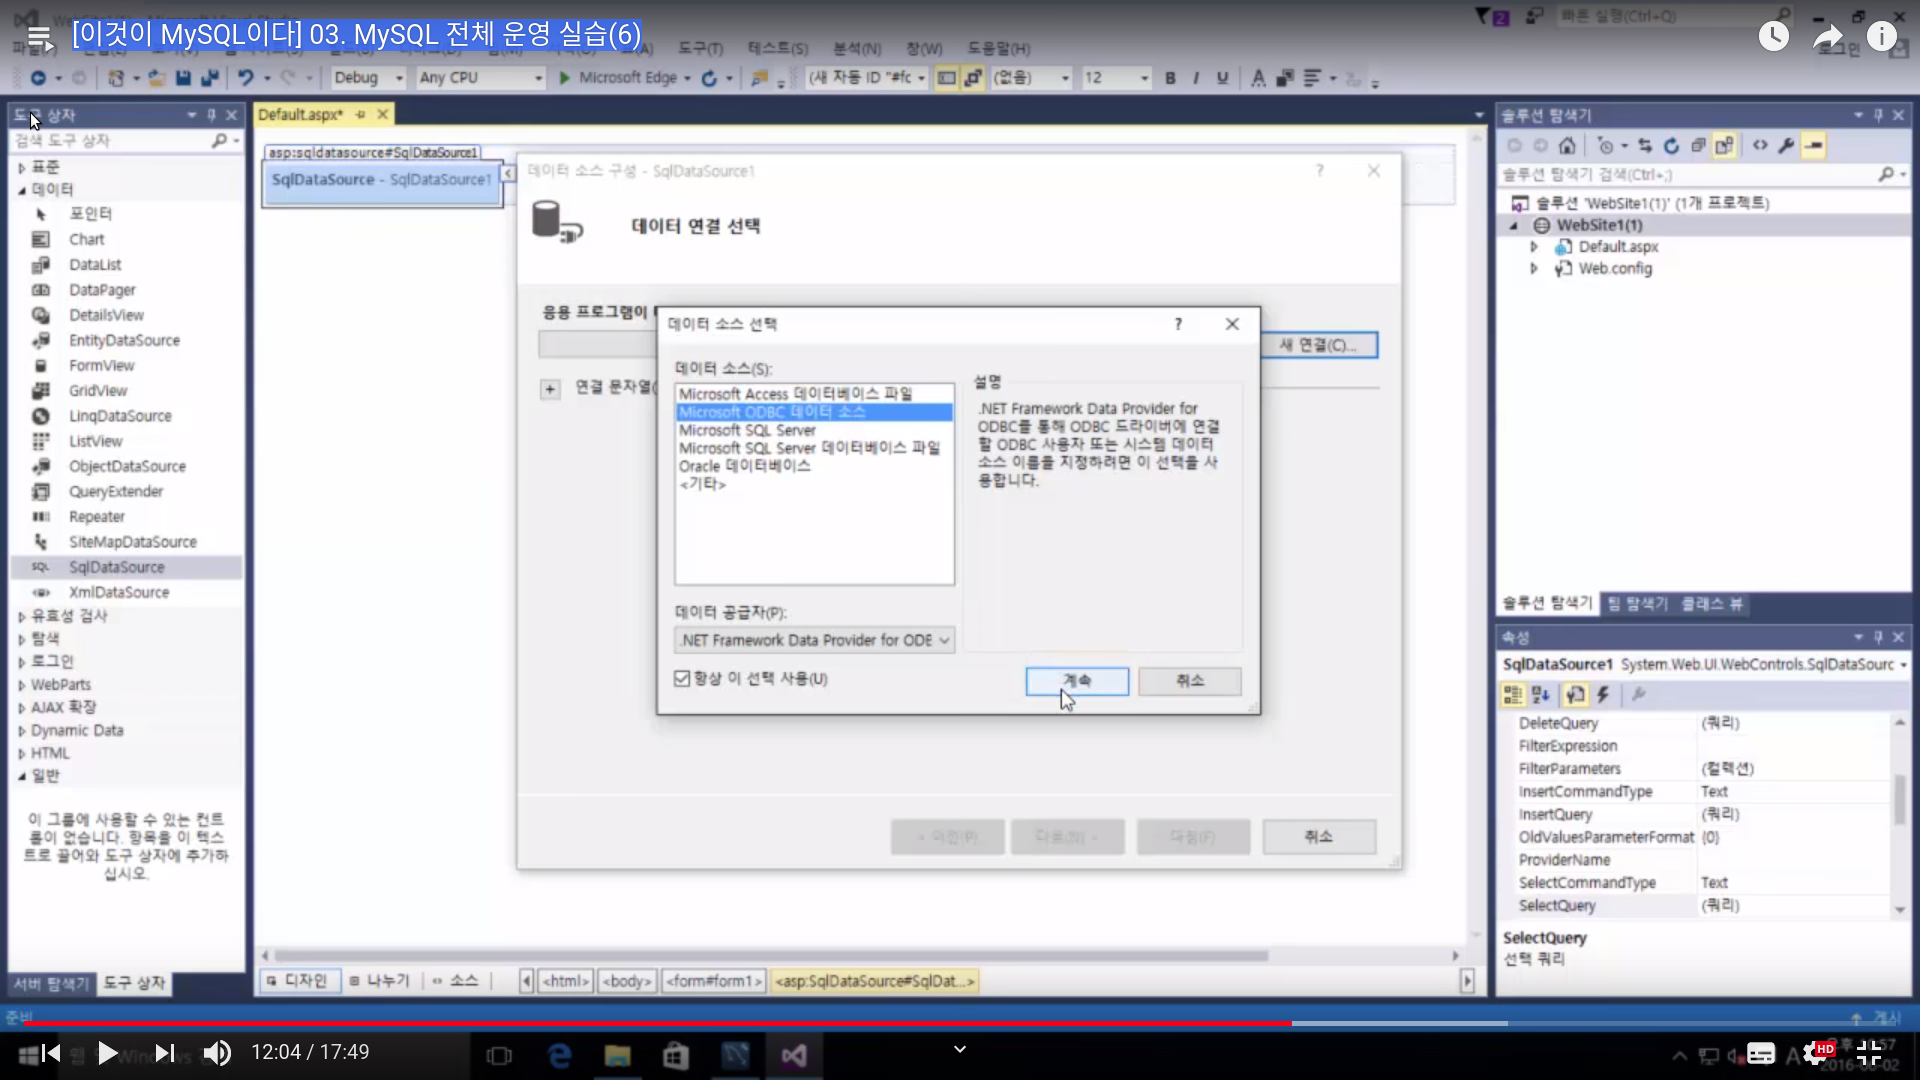 [이것이 MySQL이다] 03. MySQL 전체 운영 실습(6)
빠른 실행(Ctrl+Q)
도구(T) 테스트(S) 분석(N) 창(W) 도움말(H)
Debug Any CPU Microsoft Edge (새 자동 ID "#fc (없음) 12 B I U A
도구 상자
검색 도구 상자
표준
데이터
포인터
Chart
DataList
DataPager
DetailsView
EntityDataSource
FormView
GridView
LinqDataSource
ListView
ObjectDataSource
QueryExtender
Repeater
SiteMapDataSource
SQL SqlDataSource
XmlDataSource
유효성 검사
탐색
로그인
WebParts
AJAX 확장
Dynamic Data
HTML
일반
이 그룹에 사용할 수 있는 컨트
롤이 없습니다. 항목을 이 텍스
트로 끌어와 도구 상자에 추가하
십시오.
서버 탐색기 도구 상자
Default.aspx*
asp:sqldatasource#SqlDataSource1
SqlDataSource - SqlDataSource1
데이터 소스 구성 - SqlDataSource1
데이터 연결 선택
응용 프로그램이
새 연결(C)...
연결 문자열(
데이터 소스 선택
데이터 소스(S):
Microsoft Access 데이터베이스 파일
Microsoft ODBC 데이터 소스
Microsoft SQL Server
Microsoft SQL Server 데이터베이스 파일
Oracle 데이터베이스
<기타>
설명
.NET Framework Data Provider for
ODBC를 통해 ODBC 드라이버에 연결
할 ODBC 사용자 또는 시스템 데이터
소스 이름을 지정하려면 이 선택을 사
용합니다.
데이터 공급자(P):
.NET Framework Data Provider for ODB
항상 이 선택 사용(U)
계속 취소
취소
디자인 나누기 소스 <html> <body> <form#form1> <asp:SqlDataSource#SqlDat...>
솔루션 탐색기
솔루션 탐색기 검색(Ctrl+;)
솔루션 'WebSite1(1)' (1개 프로젝트)
WebSite1(1)
Default.aspx
Web.config
솔루션 탐색기 팀 탐색기 클래스 뷰
속성
SqlDataSource1 System.Web.UI.WebControls.SqlDataSourc
DeleteQuery (쿼리)
FilterExpression
FilterParameters (컬렉션)
InsertCommandType Text
InsertQuery (쿼리)
OldValuesParameterFormat {0}
ProviderName
SelectCommandType Text
SelectQuery (쿼리)
SelectQuery
선택 쿼리
준비
게시
12:04 / 17:49
HD